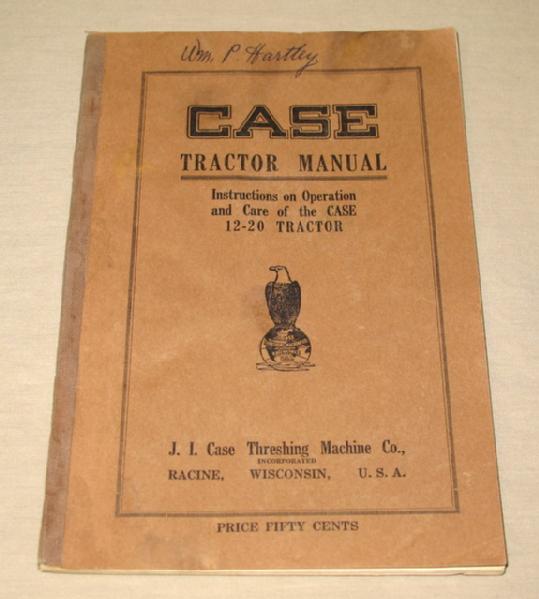 Wm. P. Hartley
CASE
TRACTOR MANUAL
Instructions on Operation
and Care of the CASE
12-20 TRACTOR
J. I. Case Threshing Machine Co.,
INCORPORATED
RACINE, WISCONSIN, U. S. A.
PRICE FIFTY CENTS